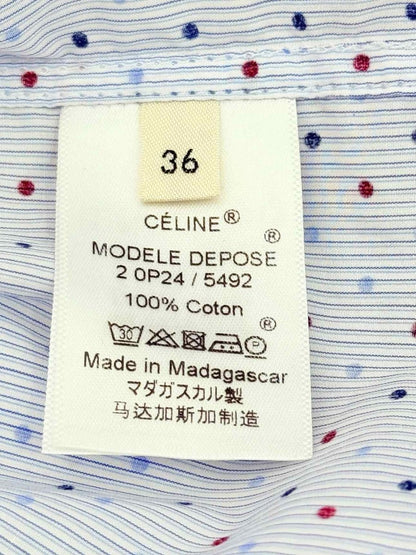 36
CÉLINE®
®
MODELE DEPOSE
2 0P24 / 5492
100% Coton
®
30 P
Made in Madagascar
マダガスカル製
马达加斯加制造